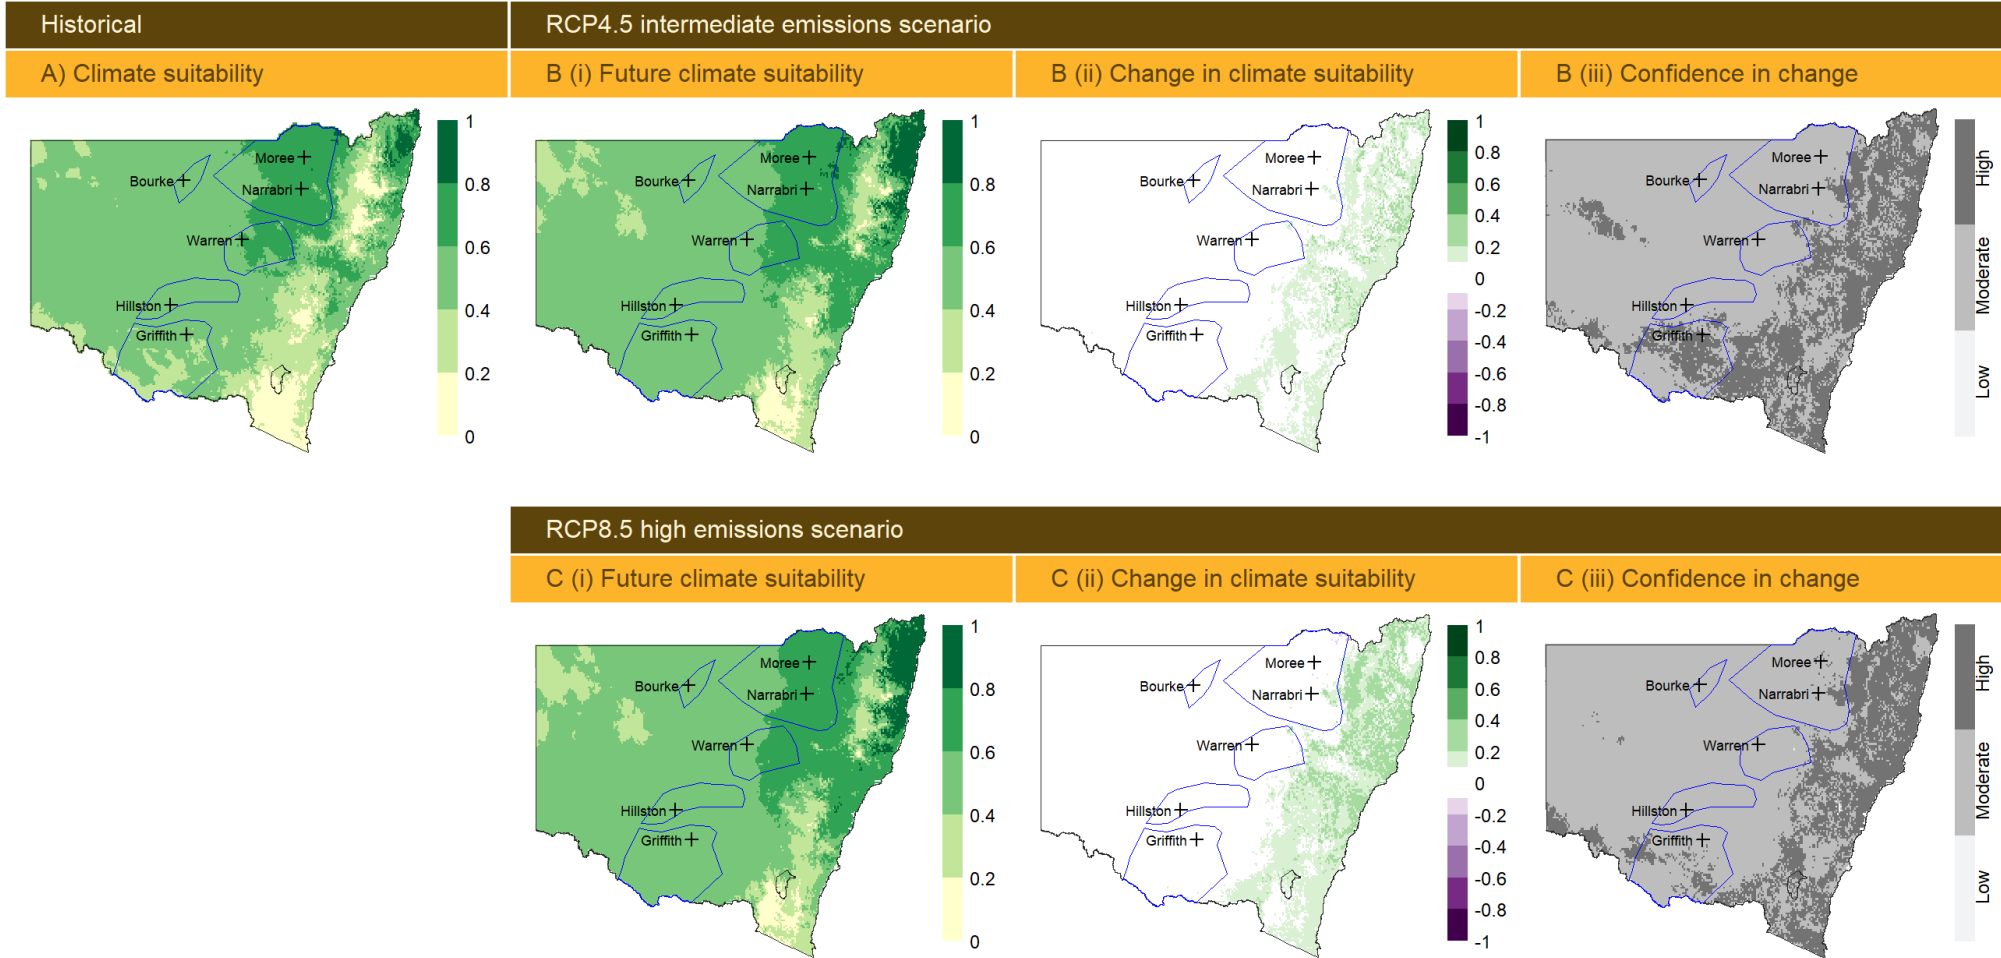 Historical
RCP4.5 intermediate emissions scenario
A) Climate suitability
B (i) Future climate suitability
B (ii) Change in climate suitability
B (iii) Confidence in change
Moree
Narrabri
Bourke
Warren
Hillston
Griffith
1
0.8
0.6
0.4
0.2
0
Moree
Narrabri
Bourke
Warren
Hillston
Griffith
1
0.8
0.6
0.4
0.2
0
Moree
Narrabri
Bourke
Warren
Hillston
Griffith
1
0.8
0.6
0.4
0.2
0
-0.2
-0.4
-0.6
-0.8
-1
Moree
Narrabri
Bourke
Warren
Hillston
Griffith
High
Moderate
Low
RCP8.5 high emissions scenario
C (i) Future climate suitability
C (ii) Change in climate suitability
C (iii) Confidence in change
Moree
Narrabri
Bourke
Warren
Hillston
Griffith
1
0.8
0.6
0.4
0.2
0
Moree
Narrabri
Bourke
Warren
Hillston
Griffith
1
0.8
0.6
0.4
0.2
0
-0.2
-0.4
-0.6
-0.8
-1
Moree
Narrabri
Bourke
Warren
Hillston
Griffith
High
Moderate
Low